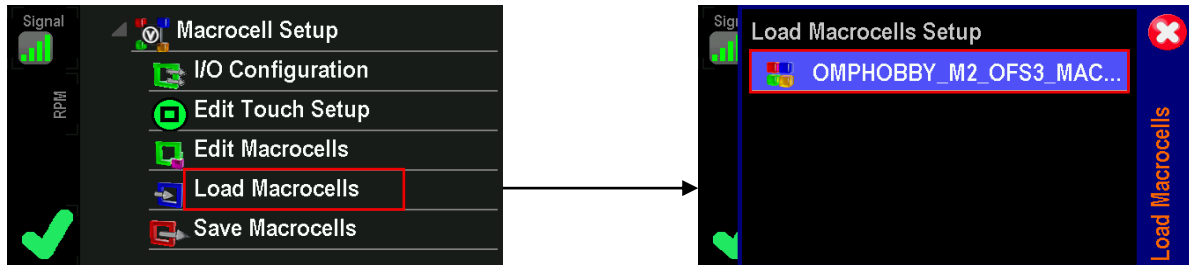 Signal
RPM
Macrocell Setup
I/O Configuration
Edit Touch Setup
Edit Macrocells
Load Macrocells
Save Macrocells
Load Macrocells Setup
OMPHOBBY_M2_OFS3_MAC...
Load Macrocells